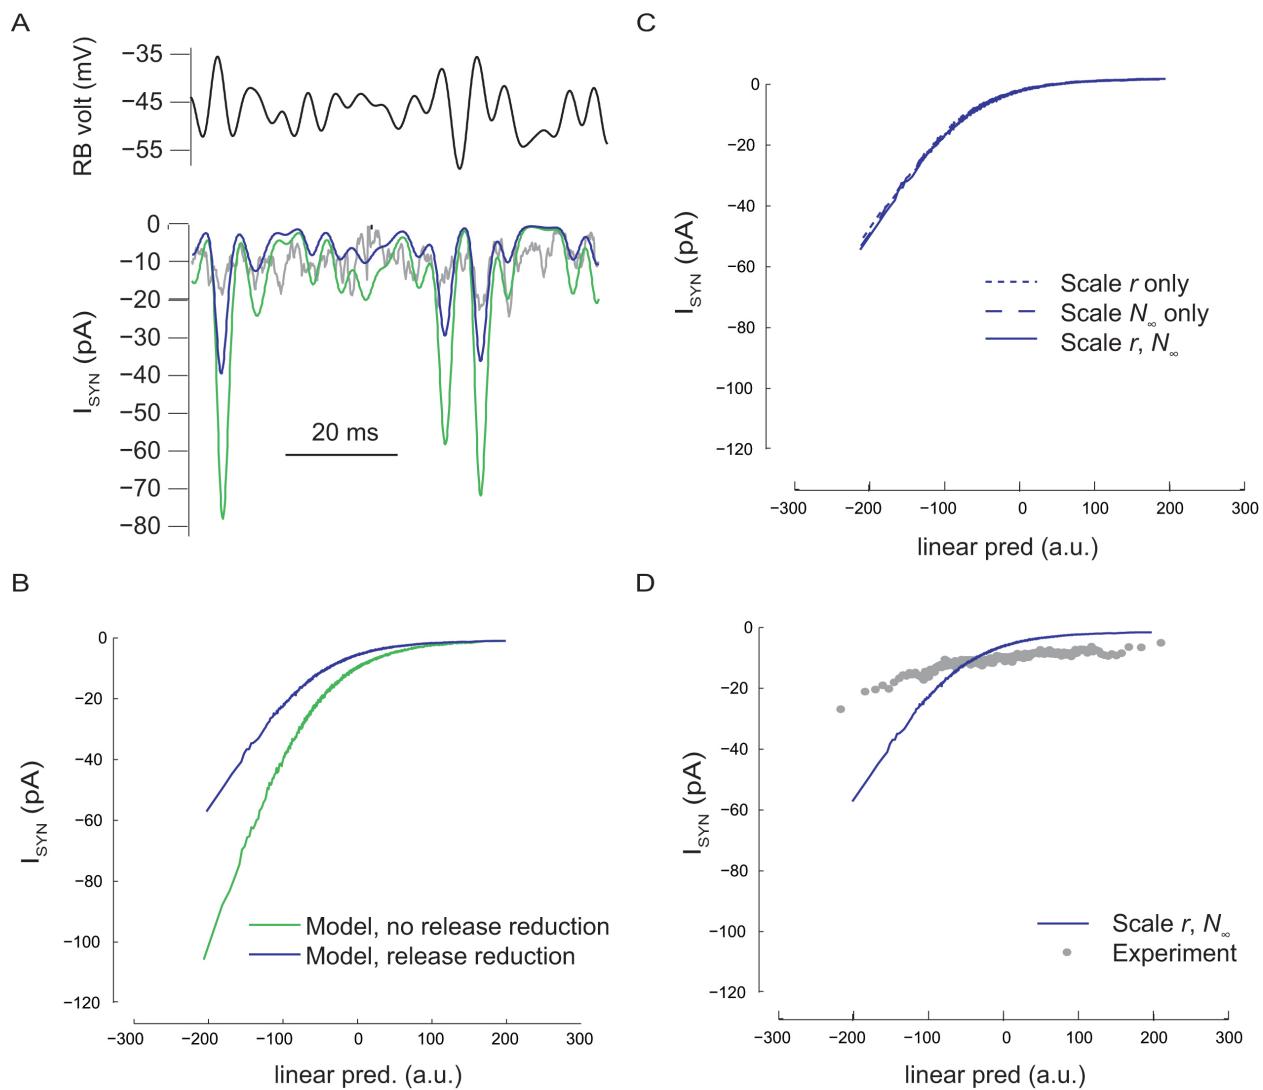 A
RB volt (mV)
−35
−45
−55
I SYN (pA)
0
−10
−20
−30
−40
−50
−60
−70
−80
20 ms
B
I SYN (pA)
0
−20
−40
−60
−80
−100
−120
Model, no release reduction
Model, release reduction
−300 −200 −100 0 100 200 300
linear pred. (a.u.)
C
I SYN (pA)
0
−20
−40
−60
−80
−100
−120
Scale r only
Scale N∞ only
Scale r, N∞
−300 −200 −100 0 100 200 300
linear pred (a.u.)
D
I SYN (pA)
0
−20
−40
−60
−80
−100
−120
Scale r, N∞
Experiment
−300 −200 −100 0 100 200 300
linear pred (a.u.)